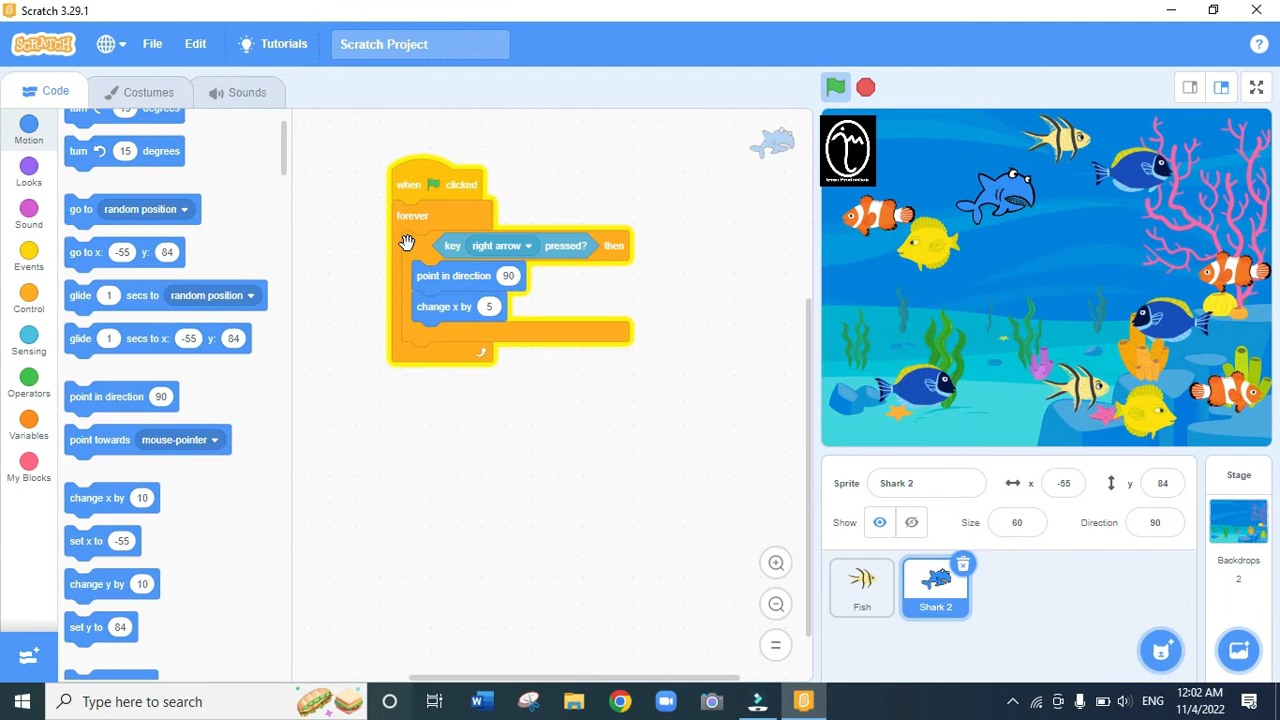 Scratch 3.29.1
SCRATCH File Edit Tutorials Scratch Project ?
Code Costumes Sounds
Motion
Looks
Sound
Events
Control
Sensing
Operators
Variables
My Blocks
turn 15 degrees
turn 15 degrees
go to random position
go to x: -55 y: 84
glide 1 secs to random position
glide 1 secs to x: -55 y: 84
point in direction 90
point towards mouse-pointer
change x by 10
set x to -55
change y by 10
set y to 84
when clicked
forever
key right arrow pressed? then
point in direction 90
change x by 5
Sprite Shark 2 x -55 y 84
Show Size 60 Direction 90
Fish
Shark 2
Stage
Backdrops
2
Type here to search
ENG
12:02 AM
11/4/2022